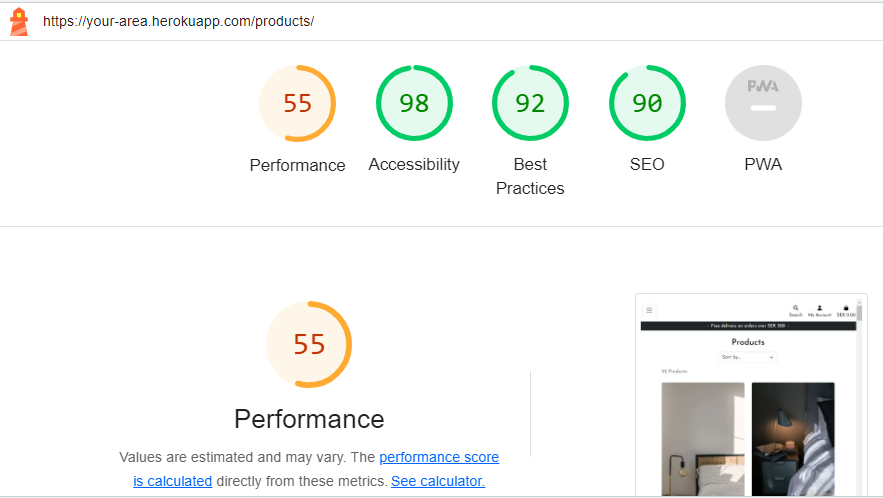 https://your-area.herokuapp.com/products/
55 98 92 90 PWA
Performance Accessibility Best Practices SEO PWA
55
Performance
Values are estimated and may vary. The performance score
is calculated directly from these metrics. See calculator.
Search My Account SEK 0.00
- Free delivery on orders over SEK 300 -
Products
Sort by...
Products